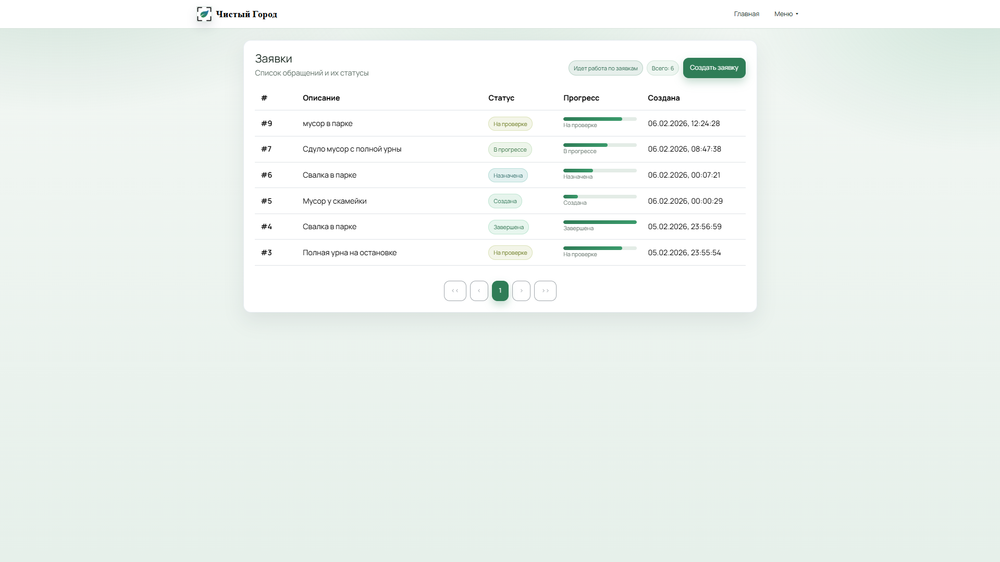 Чистый Город
Главная Меню
Заявки
Список обращений и их статусы
Идет работа по заявкам Всего: 6 Создать заявку
# Описание Статус Прогресс Создана
#9 мусор в парке На проверке На проверке 06.02.2026, 12:24:28
#7 Сдуло мусор с полной урны В прогрессе В прогрессе 06.02.2026, 08:47:38
#6 Свалка в парке Назначена Назначена 06.02.2026, 00:07:21
#5 Мусор у скамейки Создана Создана 06.02.2026, 00:00:29
#4 Свалка в парке Завершена Завершена 05.02.2026, 23:56:59
#3 Полная урна на остановке На проверке На проверке 05.02.2026, 23:55:54
<< < 1 > >>